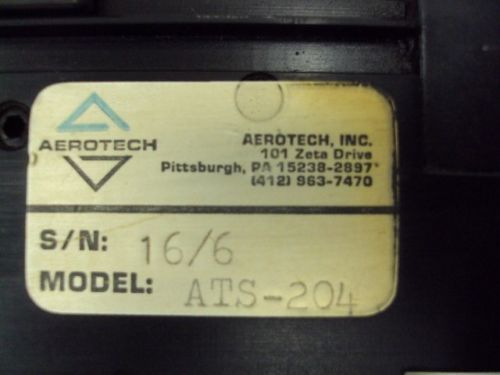 AEROTECH
AEROTECH, INC.
101 Zeta Drive
Pittsburgh, PA 15238-2897
(412) 963-7470
S/N: 16/6
MODEL: ATS-204